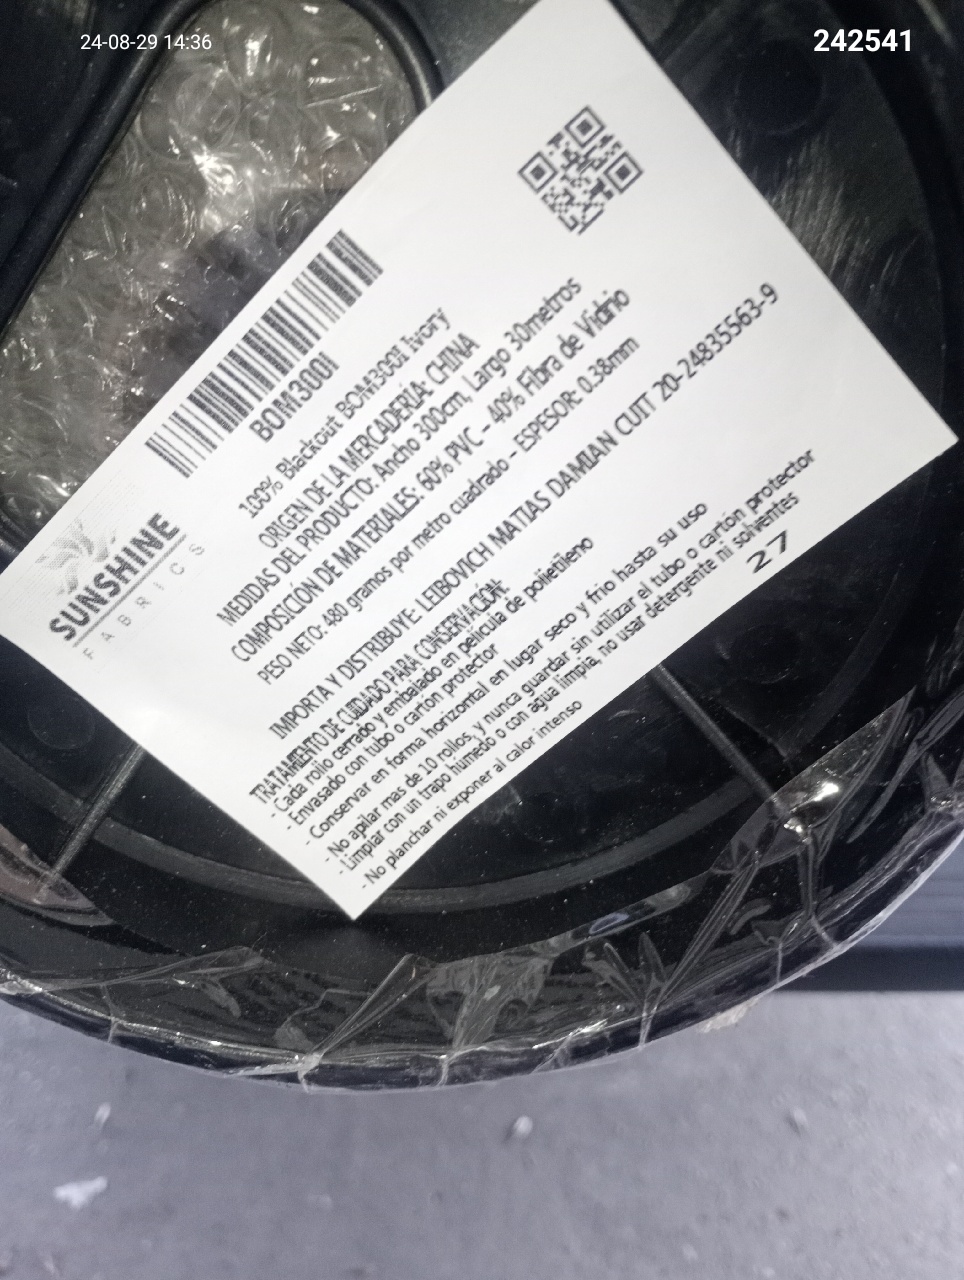 24-08-29 14:36
242541
SUNSHINE
FABRICS
BOM300I
100% Blackout BOM300I Ivory
ORIGEN DE LA MERCADERÍA: CHINA
MEDIDAS DEL PRODUCTO: Ancho 300cm, Largo 30metros
COMPOSICIÓN DE MATERIALES: 60% PVC - 40% Fibra de Vidrio
PESO NETO: 480 gramos por metro cuadrado - ESPESOR: 0.38mm
IMPORTA Y DISTRIBUYE: LEIBOVICH MATIAS DAMIAN CUIT 20-24835563-9
TRATAMIENTO DE CUIDADO PARA CONSERVACIÓN:
- Cada rollo cerrado y embalado en película de polietileno
- Envasado con tubo o cartón protector
- Conservar en forma horizontal en lugar seco y frio hasta su uso
- No apilar mas de 10 rollos, y nunca guardar sin utilizar el tubo o cartón protector
- Limpiar con un trapo húmedo o con agua limpia, no usar detergente ni solventes
- No planchar ni exponer al calor intenso
27